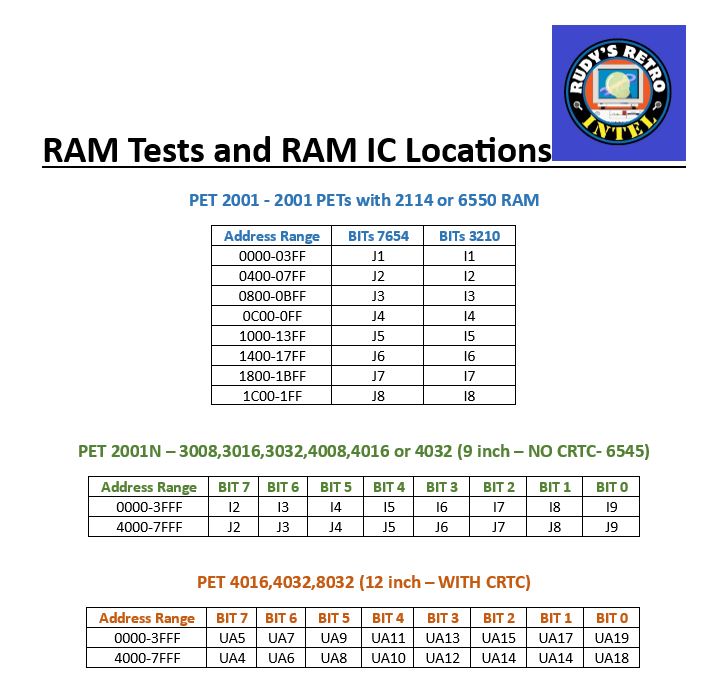 RUDY'S RETRO
INTEL
RAM Tests and RAM IC Locations
PET 2001 - 2001 PETs with 2114 or 6550 RAM
Address Range BITs 7654 BITs 3210
0000-03FF J1 I1
0400-07FF J2 I2
0800-0BFF J3 I3
0C00-0FF J4 I4
1000-13FF J5 I5
1400-17FF J6 I6
1800-1BFF J7 I7
1C00-1FF J8 I8
PET 2001N – 3008,3016,3032,4008,4016 or 4032 (9 inch – NO CRTC- 6545)
Address Range BIT 7 BIT 6 BIT 5 BIT 4 BIT 3 BIT 2 BIT 1 BIT 0
0000-3FFF I2 I3 I4 I5 I6 I7 I8 I9
4000-7FFF J2 J3 J4 J5 J6 J7 J8 J9
PET 4016,4032,8032 (12 inch – WITH CRTC)
Address Range BIT 7 BIT 6 BIT 5 BIT 4 BIT 3 BIT 2 BIT 1 BIT 0
0000-3FFF UA5 UA7 UA9 UA11 UA13 UA15 UA17 UA19
4000-7FFF UA4 UA6 UA8 UA10 UA12 UA14 UA14 UA18